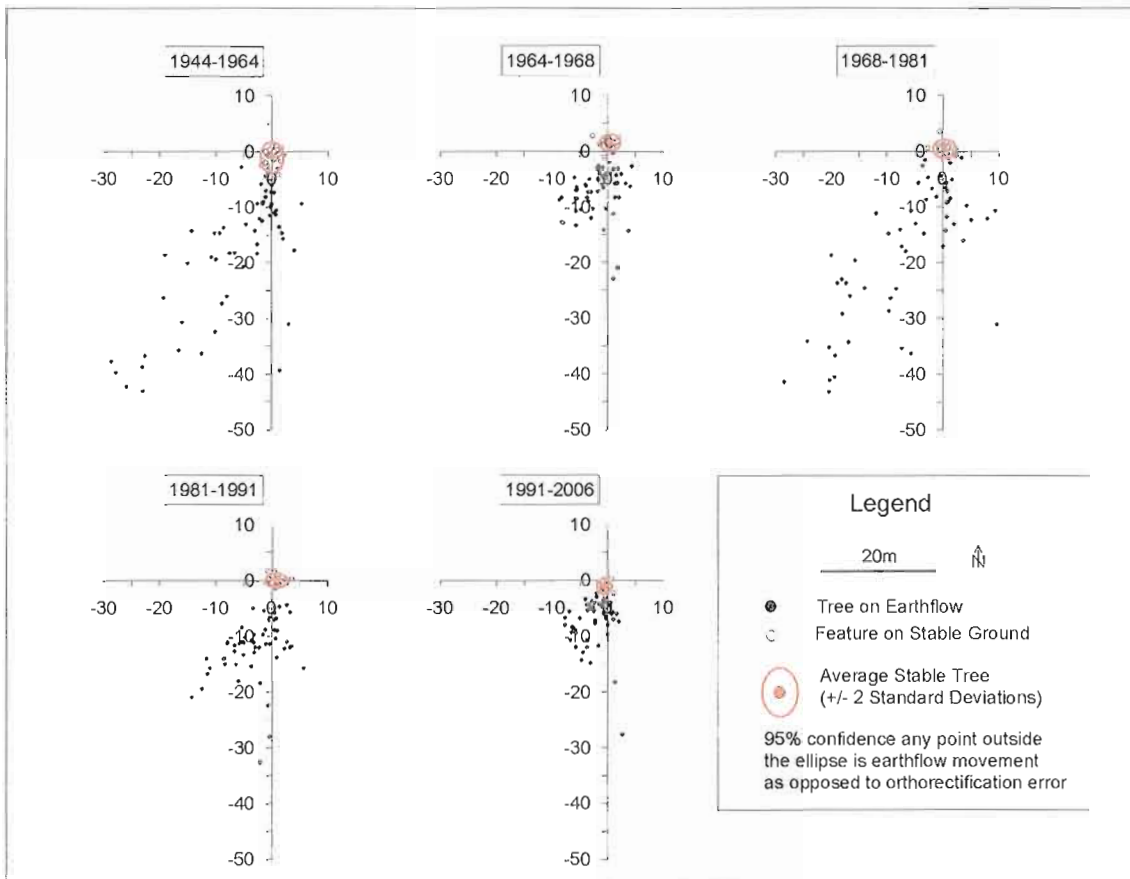 1944-1964
10
0
-30 -20 -10 0 10
-10
-20
-30
-40
-50
1964-1968
10
0
-30 -20 -10 0 10
-10
-20
-30
-40
-50
1968-1981
10
0
-30 -20 -10 0 10
-10
-20
-30
-40
-50
1981-1991
10
0
-30 -20 -10 0 10
-10
-20
-30
-40
-50
1991-2006
10
0
-30 -20 -10 0 10
-10
-20
-30
-40
-50
Legend
20m N
Tree on Earthflow
Feature on Stable Ground
Average Stable Tree
(+/- 2 Standard Deviations)
95% confidence any point outside
the ellipse is earthflow movement
as opposed to orthorectification error